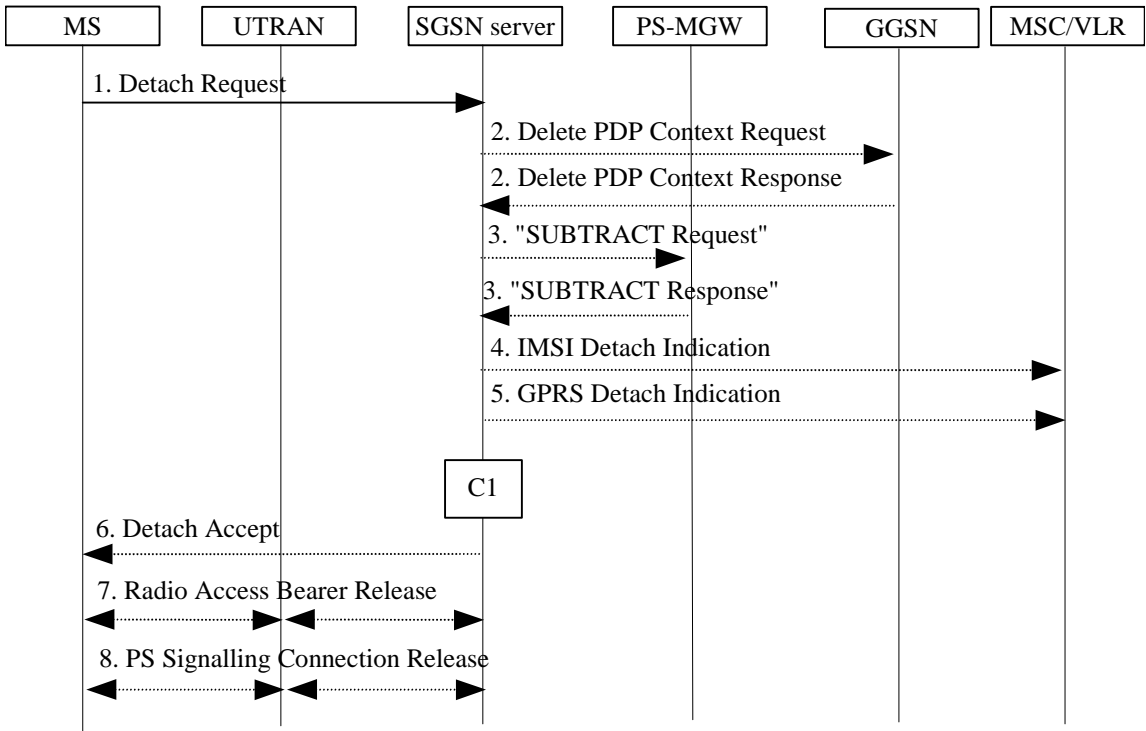 MS
UTRAN
SGSN server
PS-MGW
GGSN
MSC/VLR
1. Detach Request
2. Delete PDP Context Request
2. Delete PDP Context Response
3. "SUBTRACT Request"
3. "SUBTRACT Response"
4. IMSI Detach Indication
5. GPRS Detach Indication
C1
6. Detach Accept
7. Radio Access Bearer Release
8. PS Signalling Connection Release